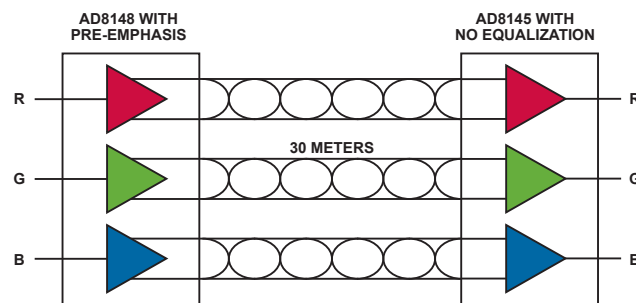 AD8148 WITH
PRE-EMPHASIS
AD8145 WITH
NO EQUALIZATION
R
R
30 METERS
G
G
B
B